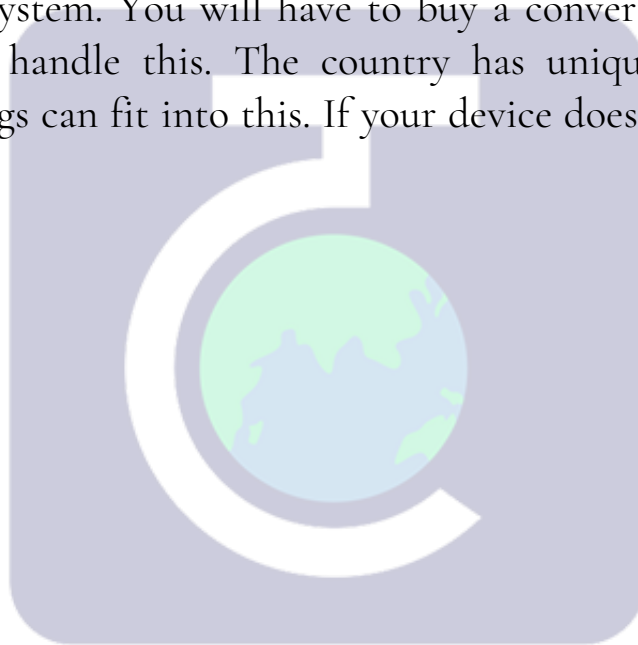 ystem. You will have to buy a conver
handle this. The country has uniqu
gs can fit into this. If your device does